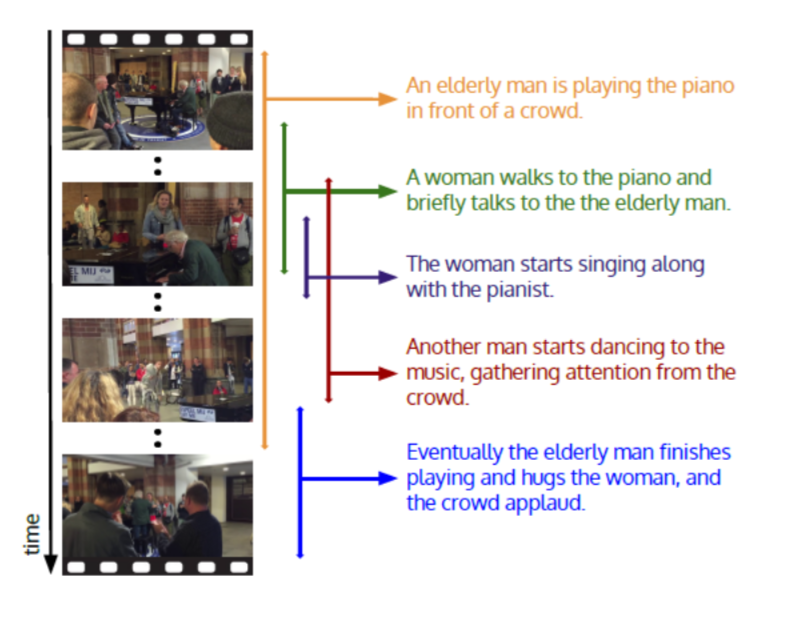 An elderly man is playing the piano
in front of a crowd.
A woman walks to the piano and
briefly talks to the the elderly man.
The woman starts singing along
with the pianist.
Another man starts dancing to the
music, gathering attention from the
crowd.
Eventually the elderly man finishes
playing and hugs the woman, and
the crowd applaud.
time